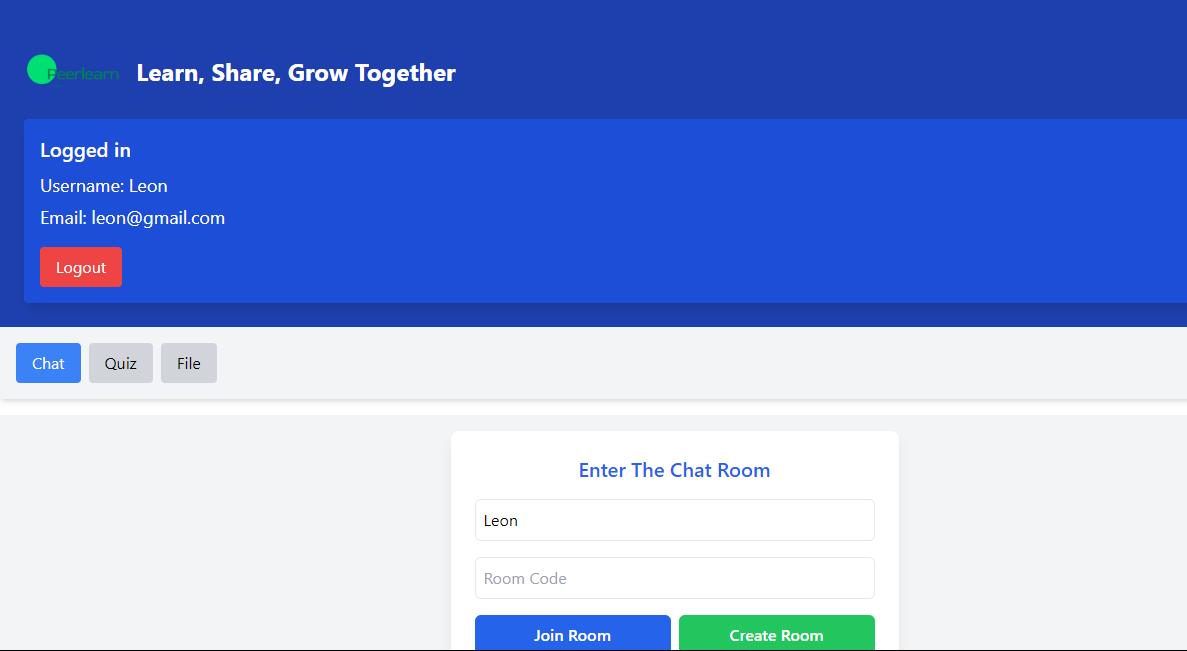 Peerlearn
Learn, Share, Grow Together
Logged in
Username: Leon
Email: leon@gmail.com
Logout
Chat Quiz File
Enter The Chat Room
Leon
Room Code
Join Room Create Room